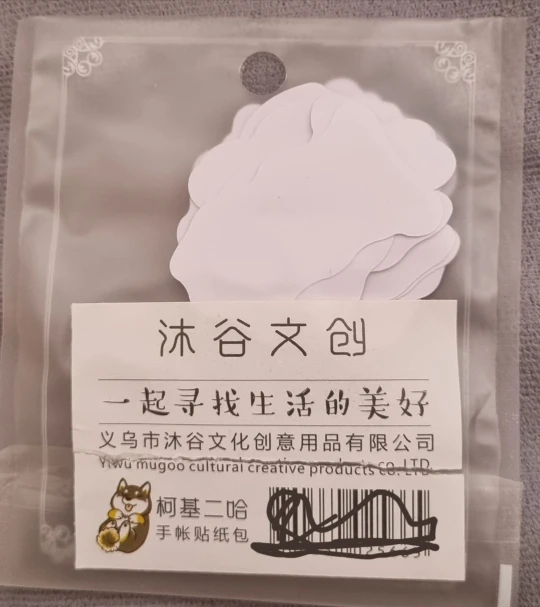 沐谷文创
一起寻找生活的美好
义乌市沐谷文化创意用品有限公司
Yiwu mugoo cultural creative products co. LTD
柯基二哈
手帐贴纸包